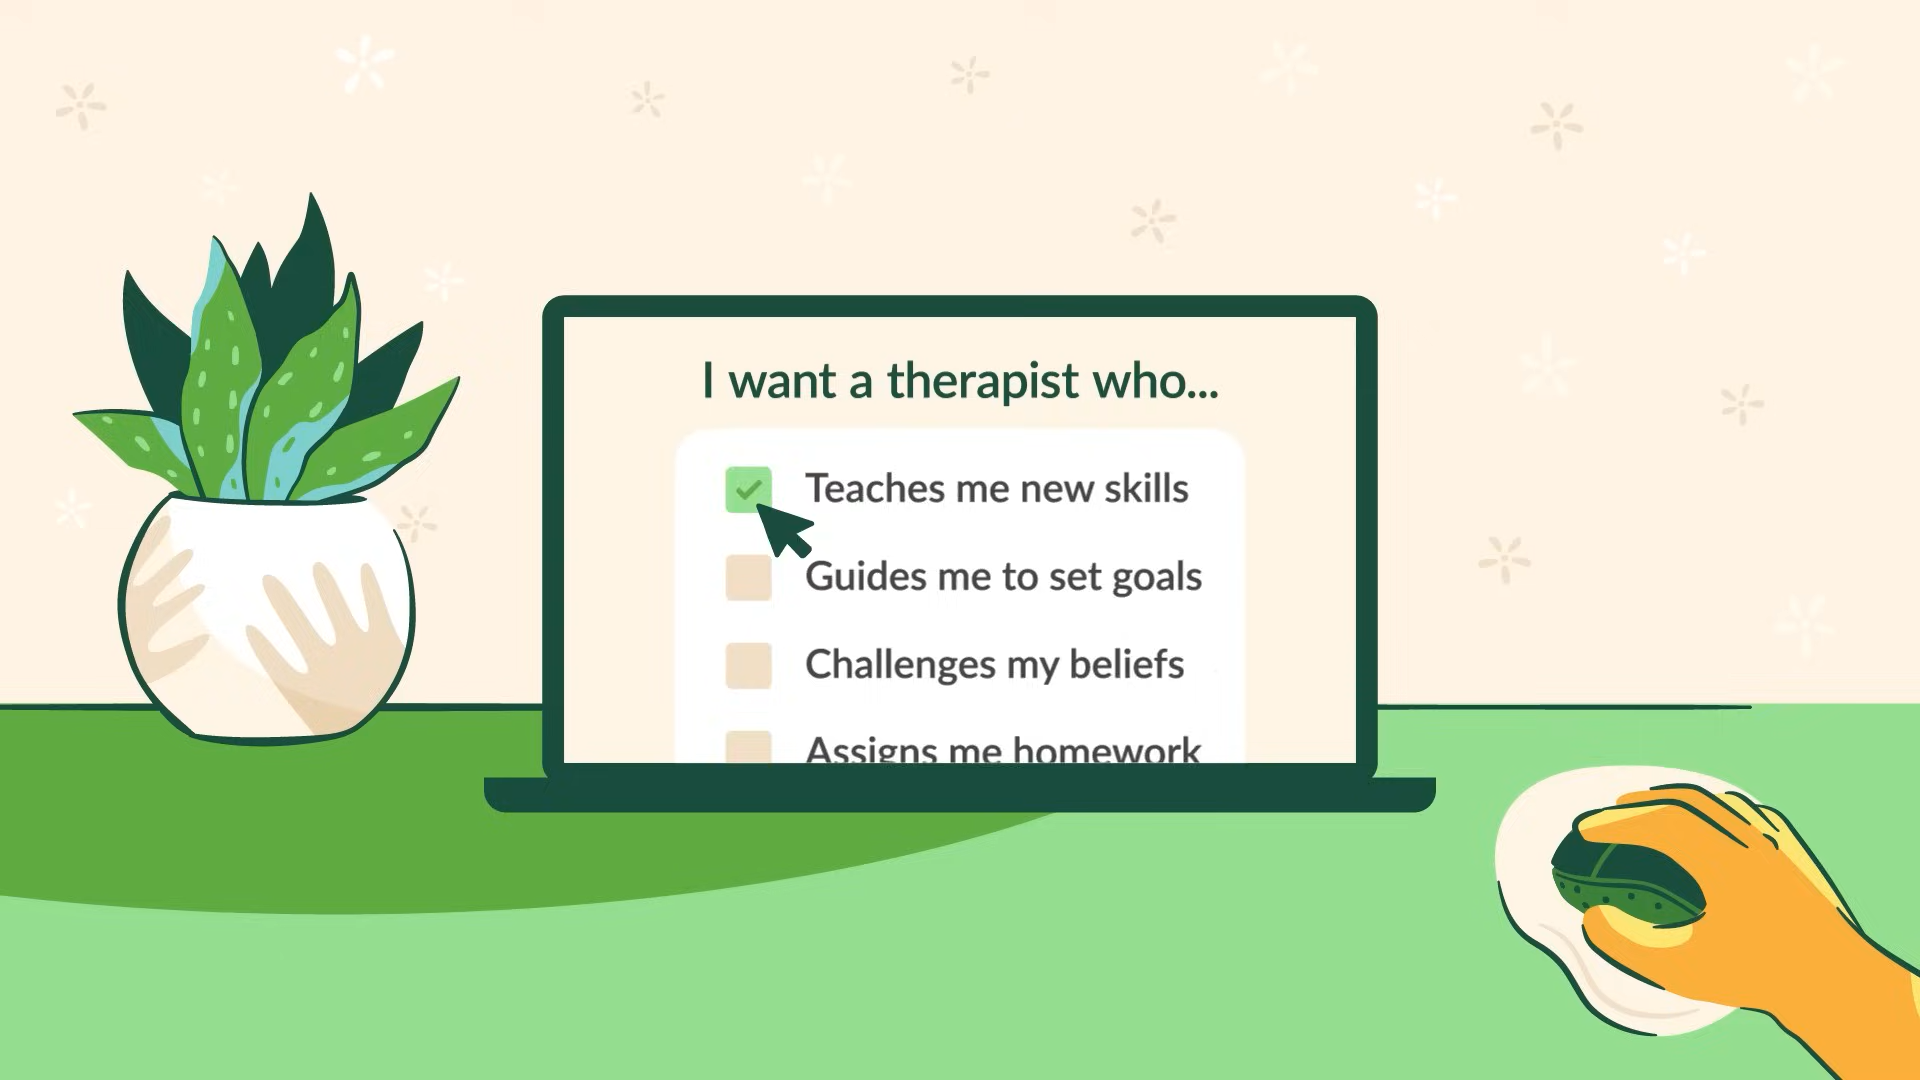 I want a therapist who...
Teaches me new skills
Guides me to set goals
Challenges my beliefs
Assigns me homework